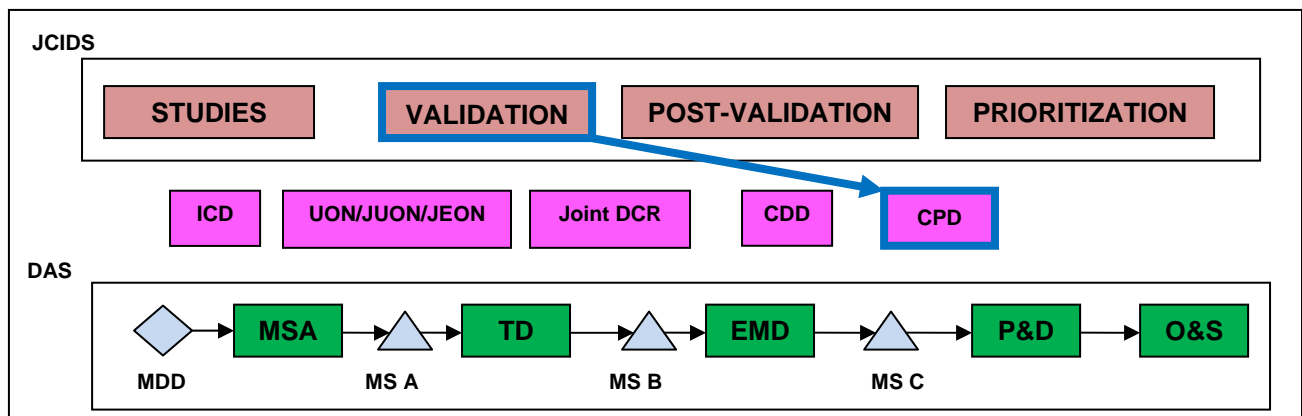 JCIDS
STUDIES VALIDATION POST-VALIDATION PRIORITIZATION
ICD UON/JUON/JEON Joint DCR CDD CPD
DAS
MSA TD EMD P&D O&S
MDD MS A MS B MS C